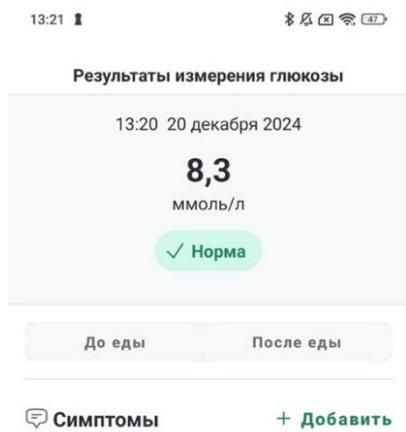 13:21 47
Результаты измерения глюкозы
13:20 20 декабря 2024
8,3
ммоль/л
Норма
До еды После еды
Симптомы + Добавить